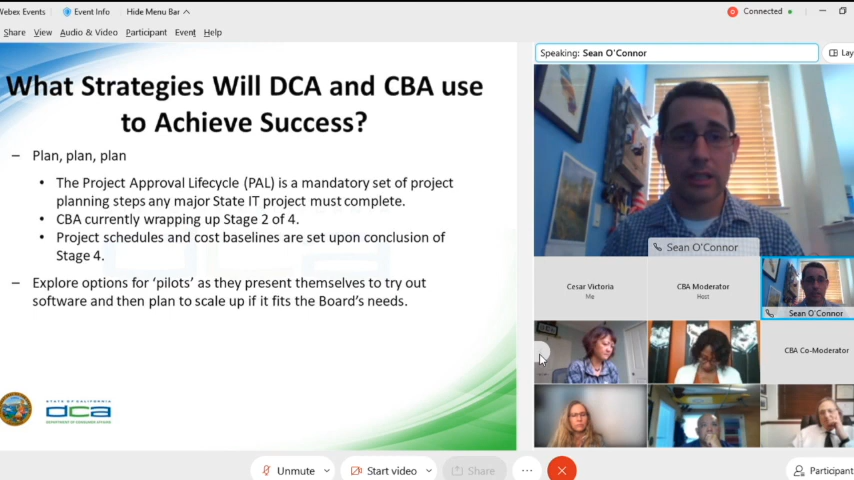 Webex Events
Event Info
Hide Menu Bar
Connected
Share View Audio & Video Participant Event Help
Speaking: Sean O'Connor
Lay
What Strategies Will DCA and CBA use
to Achieve Success?
– Plan, plan, plan
• The Project Approval Lifecycle (PAL) is a mandatory set of project
planning steps any major State IT project must complete.
• CBA currently wrapping up Stage 2 of 4.
• Project schedules and cost baselines are set upon conclusion of
Stage 4.
– Explore options for 'pilots' as they present themselves to try out
software and then plan to scale up if it fits the Board's needs.
STATE OF CALIFORNIA
dca
DEPARTMENT OF CONSUMER AFFAIRS
Sean O'Connor
Cesar Victoria
Me
CBA Moderator
Host
Sean O'Connor
CBA Co-Moderator
Unmute
Start video
Share
Participant